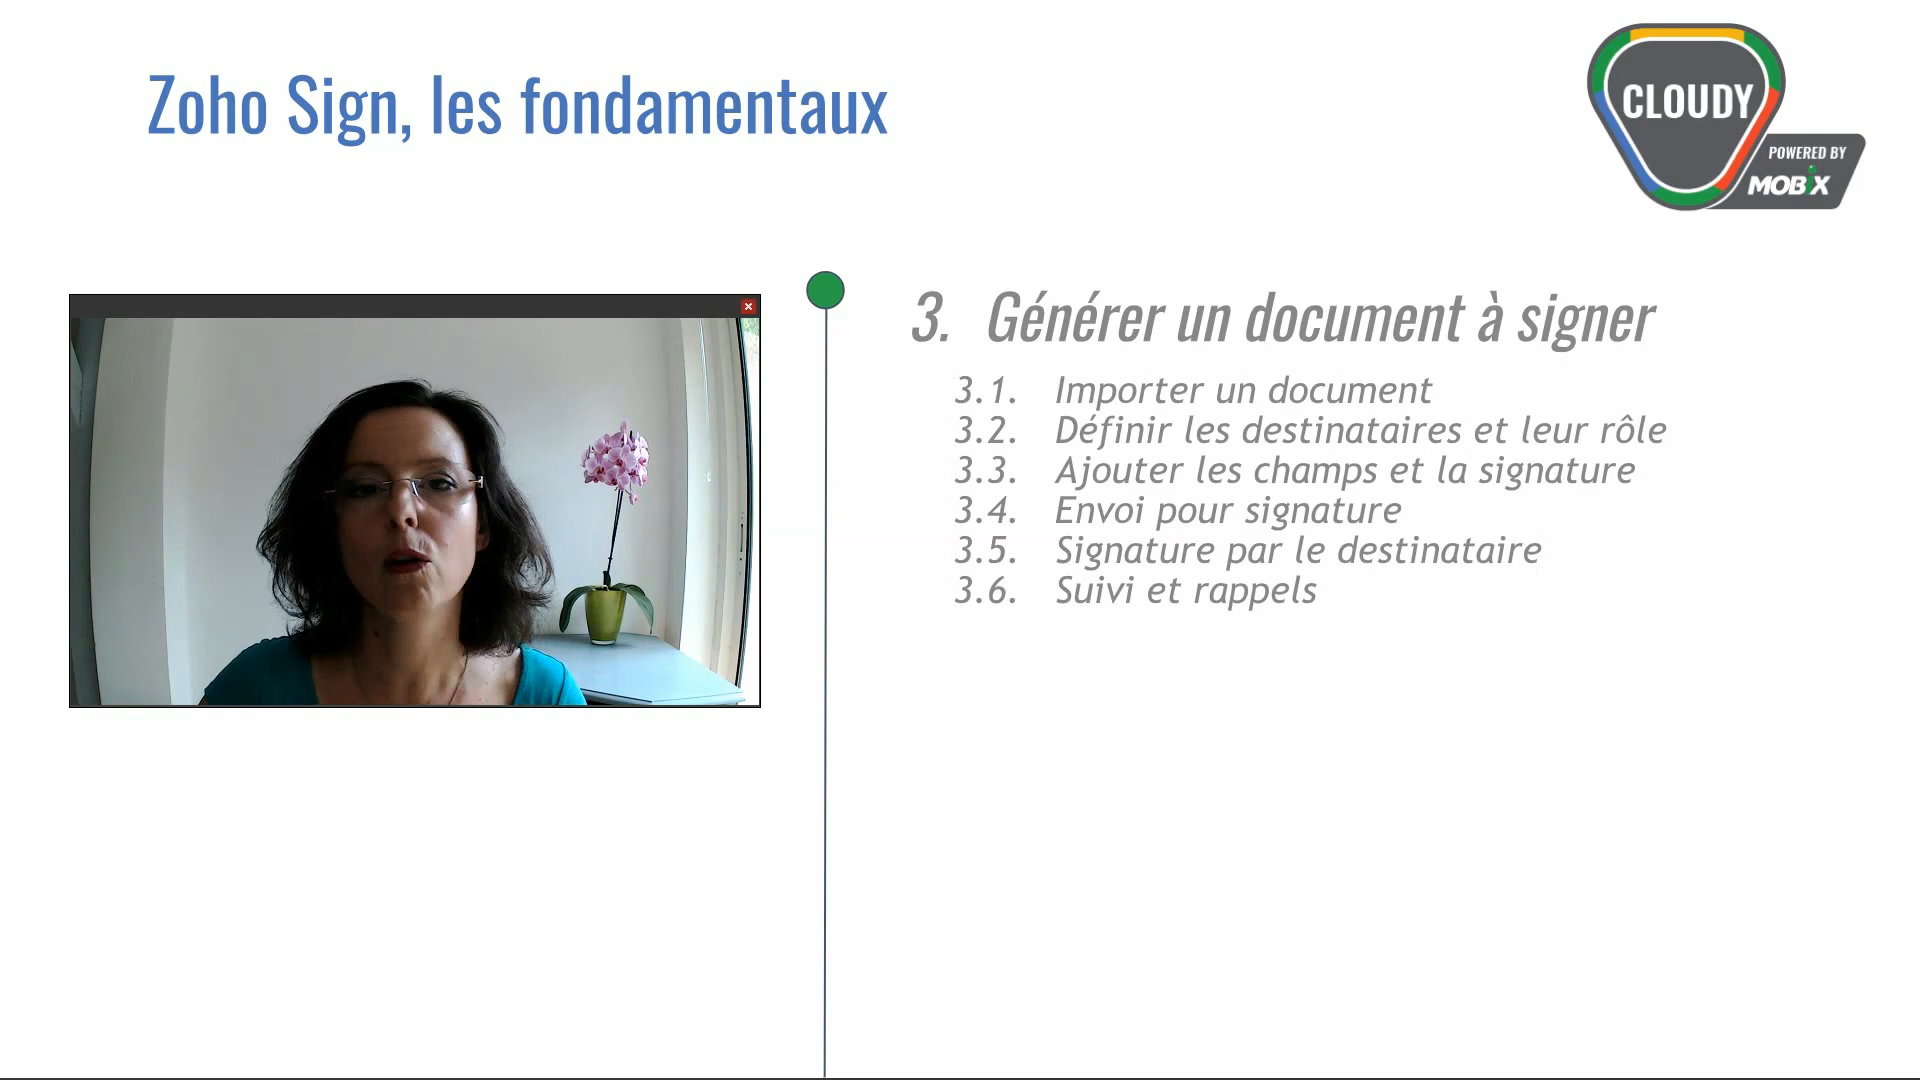 Zoho Sign, les fondamentaux
CLOUDY
POWERED BY
MOBIX
3. Générer un document à signer
3.1. Importer un document
3.2. Définir les destinataires et leur rôle
3.3. Ajouter les champs et la signature
3.4. Envoi pour signature
3.5. Signature par le destinataire
3.6. Suivi et rappels